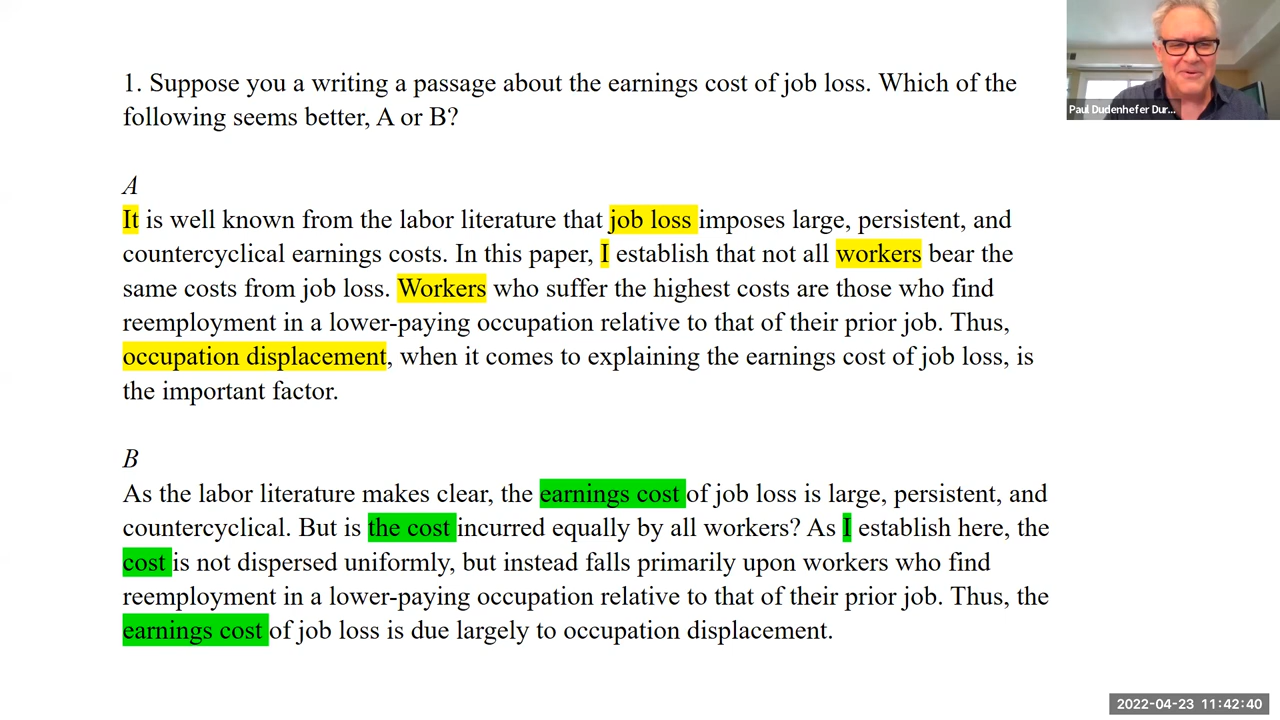 1. Suppose you a writing a passage about the earnings cost of job loss. Which of the
following seems better, A or B?
Paul Dudenhefer Dur...
A
It is well known from the labor literature that job loss imposes large, persistent, and
countercyclical earnings costs. In this paper, I establish that not all workers bear the
same costs from job loss. Workers who suffer the highest costs are those who find
reemployment in a lower-paying occupation relative to that of their prior job. Thus,
occupation displacement, when it comes to explaining the earnings cost of job loss, is
the important factor.
B
As the labor literature makes clear, the earnings cost of job loss is large, persistent, and
countercyclical. But is the cost incurred equally by all workers? As I establish here, the
cost is not dispersed uniformly, but instead falls primarily upon workers who find
reemployment in a lower-paying occupation relative to that of their prior job. Thus, the
earnings cost of job loss is due largely to occupation displacement.
2022-04-23 11:42:40